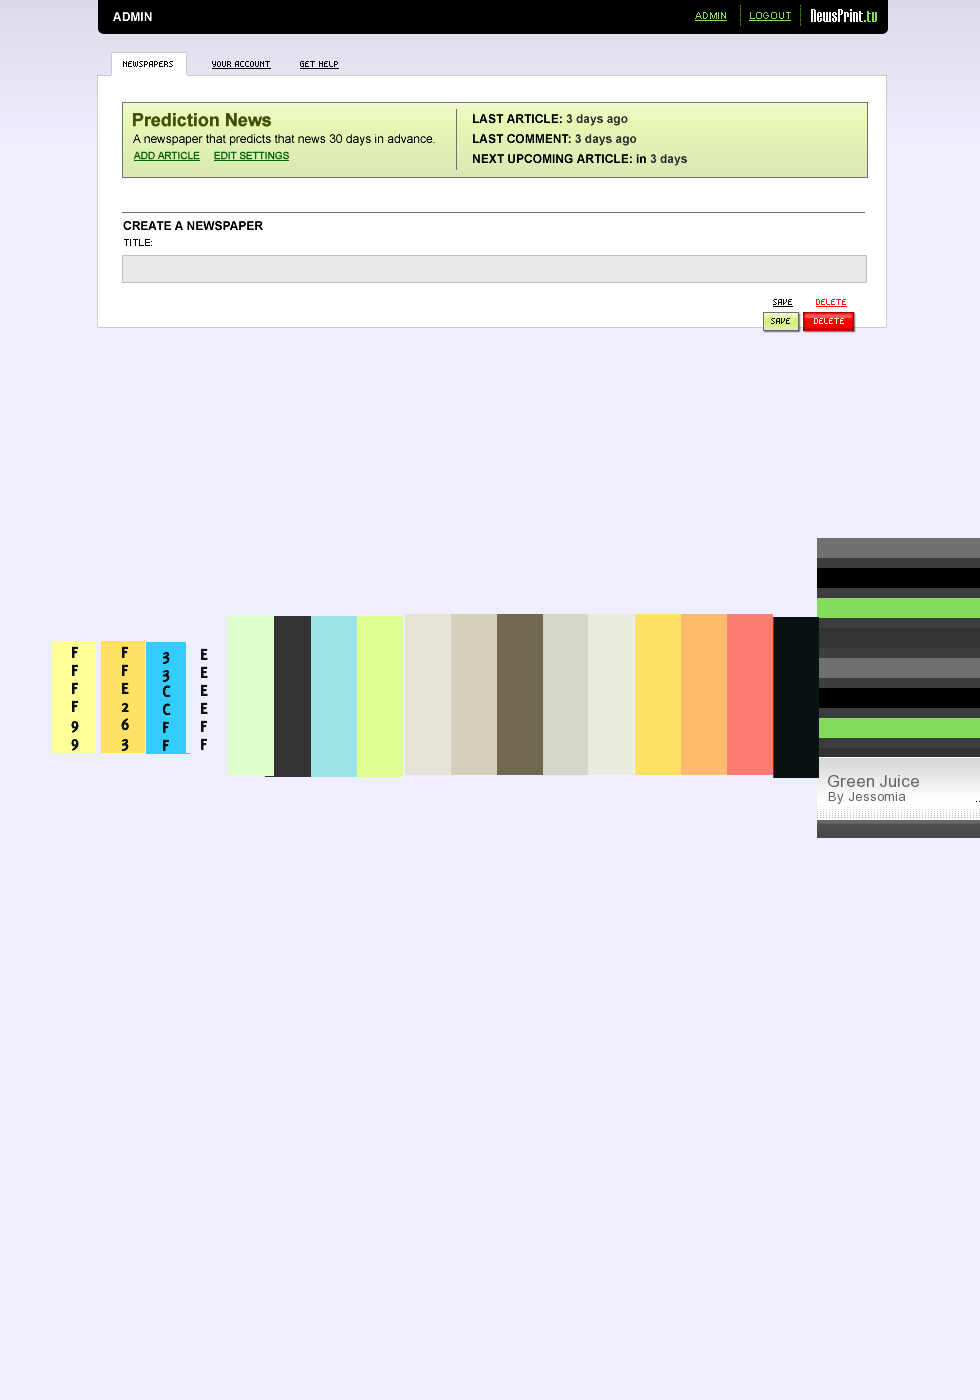 ADMIN
ADMIN LOGOUT NewsPrint.tv
NEWSPAPERS YOUR ACCOUNT GET HELP
Prediction News
A newspaper that predicts that news 30 days in advance.
ADD ARTICLE EDIT SETTINGS
LAST ARTICLE: 3 days ago
LAST COMMENT: 3 days ago
NEXT UPCOMING ARTICLE: in 3 days
CREATE A NEWSPAPER
TITLE:
SAVE DELETE
SAVE DELETE
FFFF99
FFE263
33CCFF
EEEEFF
Green Juice
By Jessomia